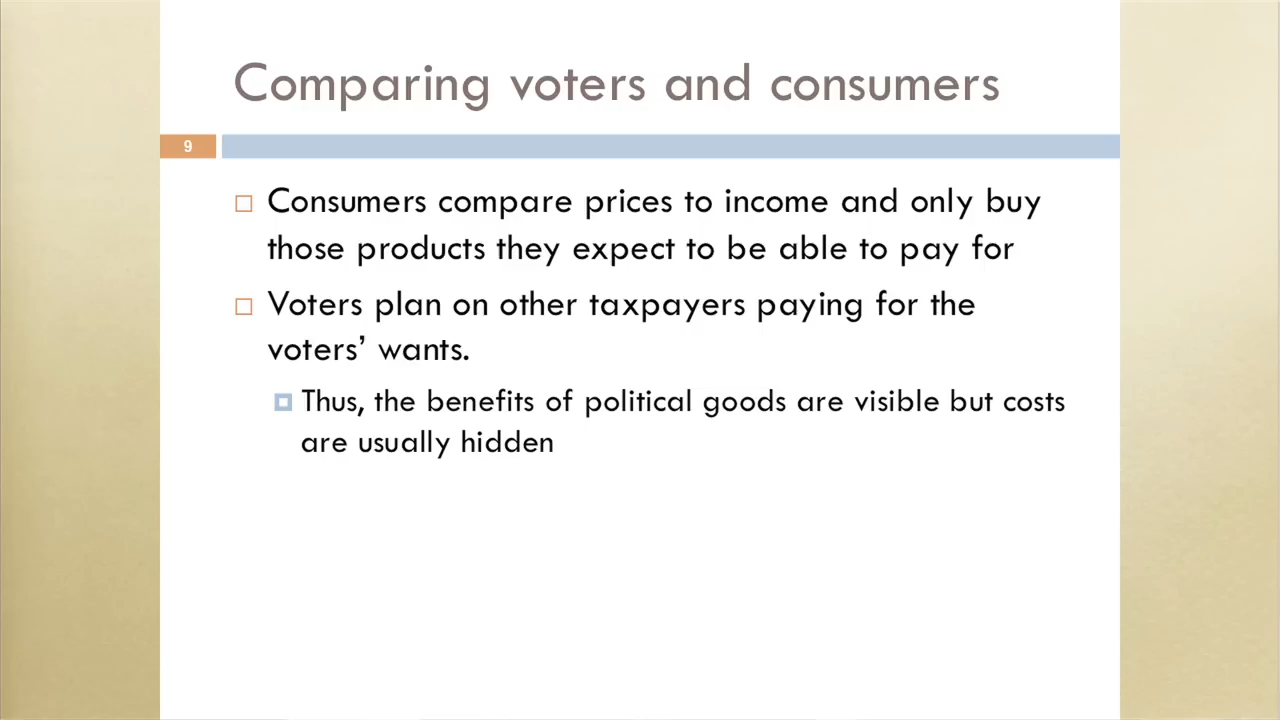 Comparing voters and consumers
9
Consumers compare prices to income and only buy
those products they expect to be able to pay for
Voters plan on other taxpayers paying for the
voters’ wants.
Thus, the benefits of political goods are visible but costs
are usually hidden